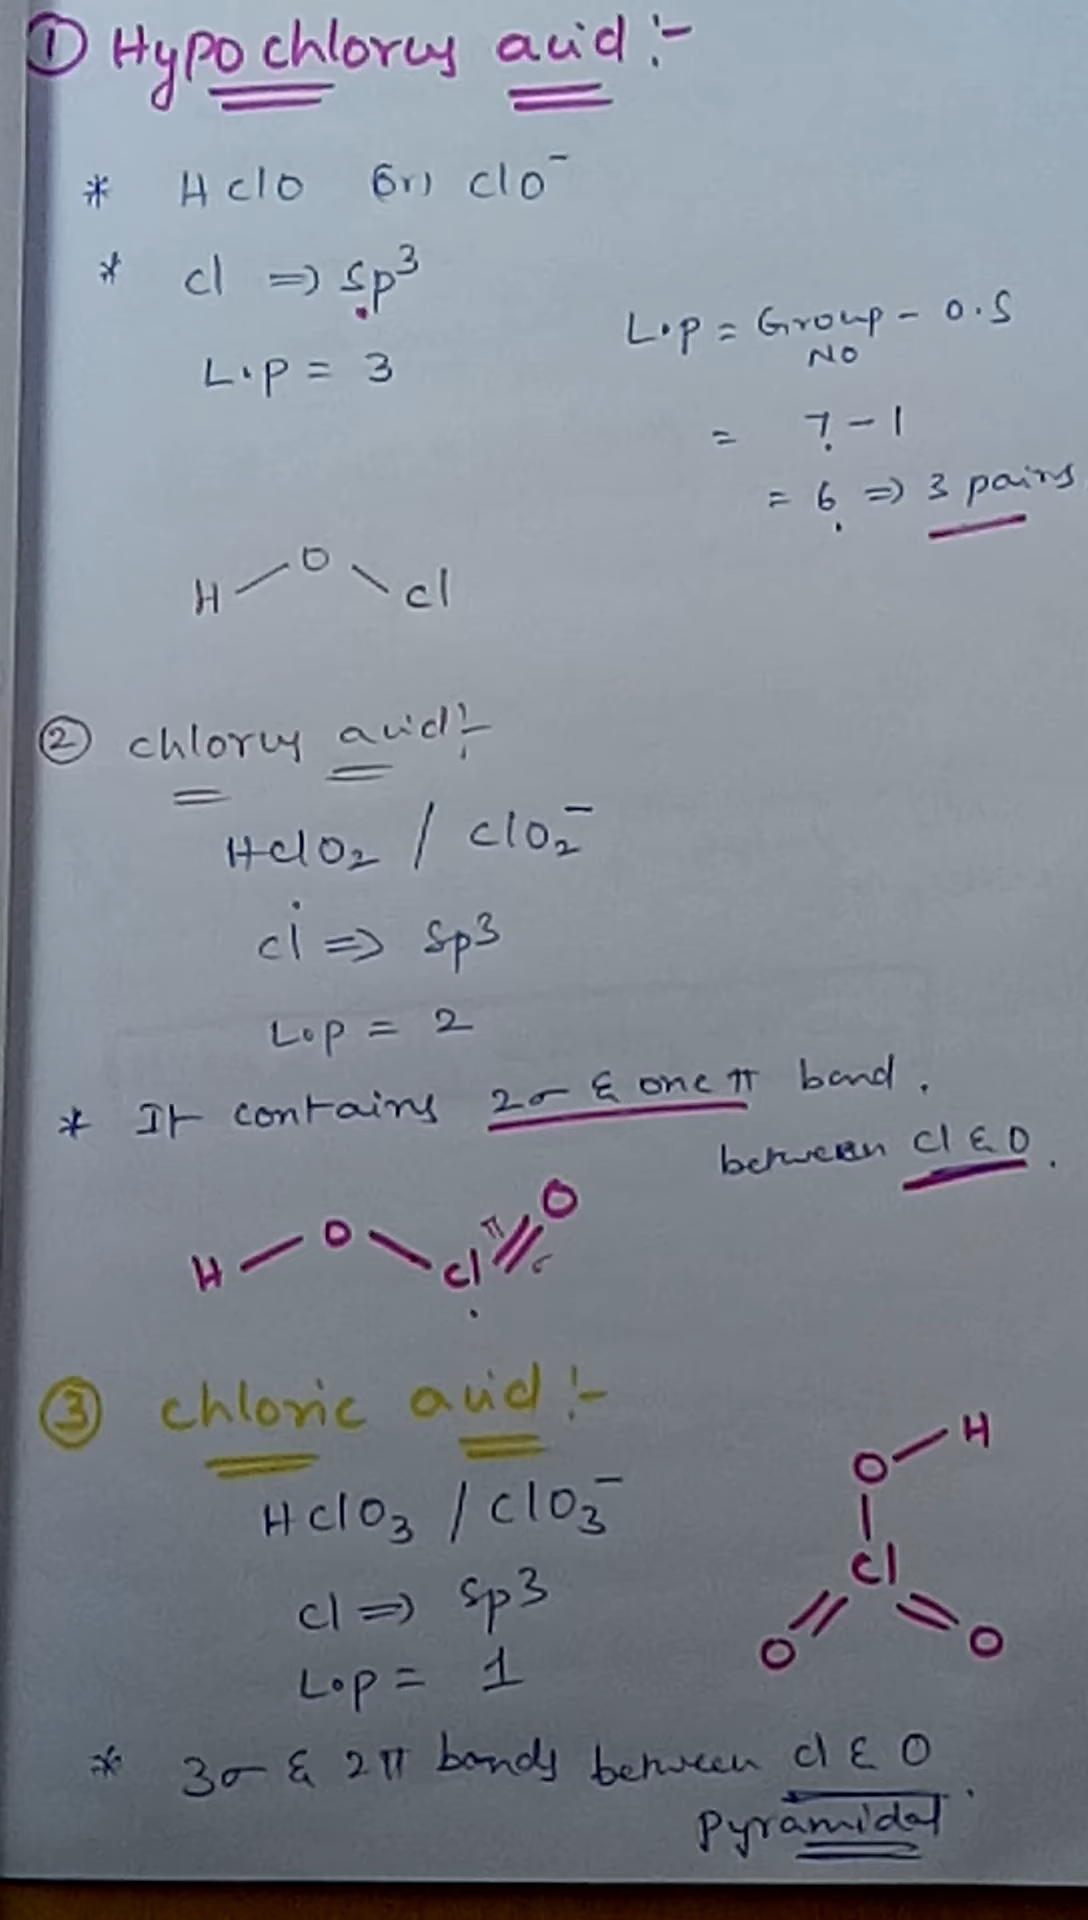 ① Hypochlorus acid :-
* HClO (or) ClO⁻
* Cl ⇒ Sp³
L.p = 3
L.p = Group NO - O.S
= 7 - 1
= 6 ⇒ 3 pairs
H - O - Cl
② chlorus acid :-
HClO₂ / ClO₂⁻
Cl ⇒ Sp3
L.p = 2
* It contains 2σ & one π bond.
between Cl & O.
H - O - Cl = O
π σ
③ chloric acid :-
HClO₃ / ClO₃⁻
Cl ⇒ Sp3
L.p = 1
O - H
Cl
O O
* 3σ & 2π bonds between Cl & O.
Pyramidal